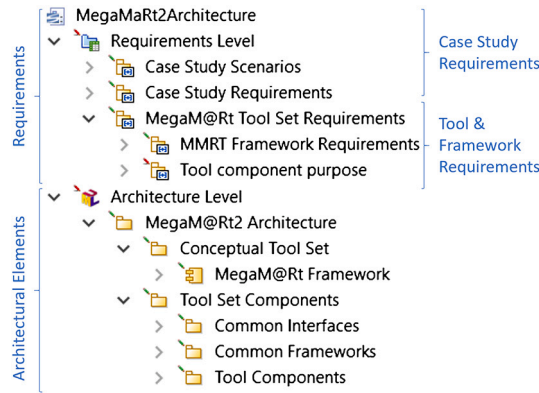 MegaMaRt2Architecture
Requirements Level
Case Study Scenarios
Case Study Requirements
MegaM@Rt Tool Set Requirements
MMRT Framework Requirements
Tool component purpose
Architecture Level
MegaM@Rt2 Architecture
Conceptual Tool Set
MegaM@Rt Framework
Tool Set Components
Common Interfaces
Common Frameworks
Tool Components
Requirements
Architectural Elements
Case Study
Requirements
Tool &
Framework
Requirements